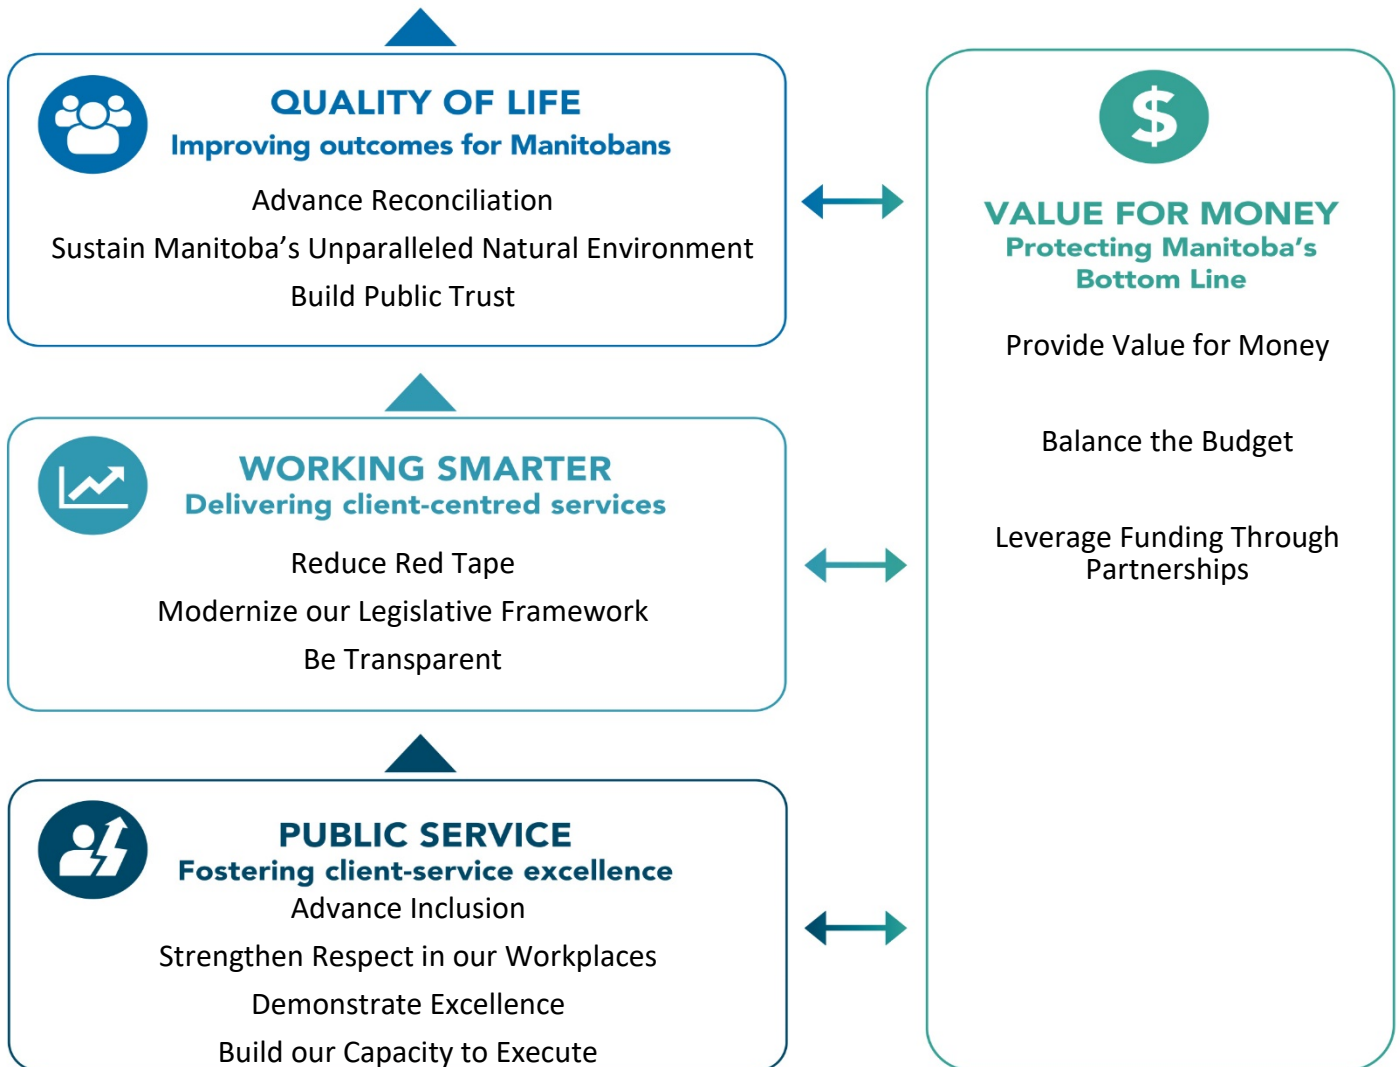 QUALITY OF LIFE
Improving outcomes for Manitobans
Advance Reconciliation
Sustain Manitoba’s Unparalleled Natural Environment
Build Public Trust
WORKING SMARTER
Delivering client-centred services
Reduce Red Tape
Modernize our Legislative Framework
Be Transparent
PUBLIC SERVICE
Fostering client-service excellence
Advance Inclusion
Strengthen Respect in our Workplaces
Demonstrate Excellence
Build our Capacity to Execute
$
VALUE FOR MONEY
Protecting Manitoba’s
Bottom Line
Provide Value for Money
Balance the Budget
Leverage Funding Through
Partnerships